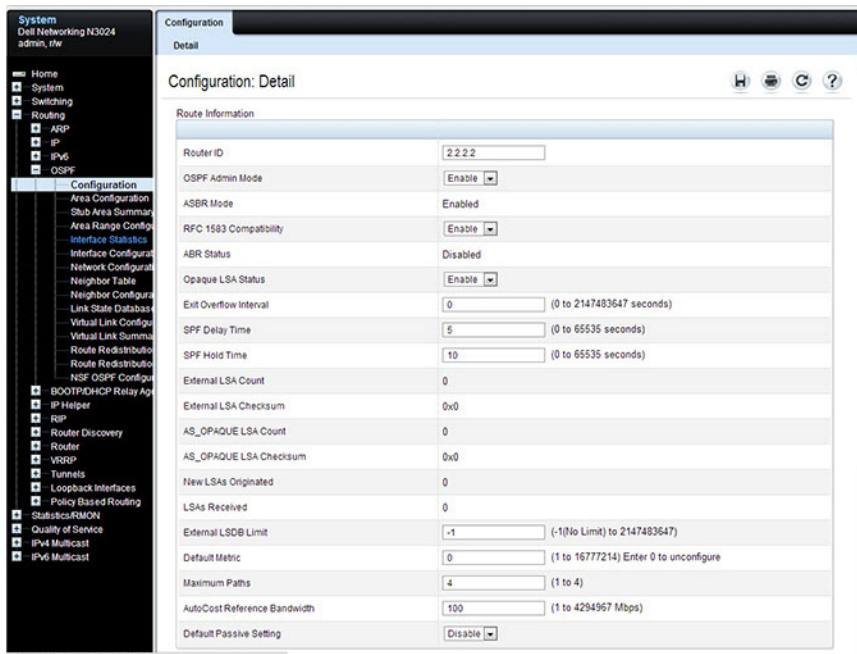 System
Dell Networking N3024
admin, r/w
Home
System
Switching
Routing
ARP
IP
IPv6
OSPF
Configuration
Area Configuration
Stub Area Summary
Area Range Configu
Interface Statistics
Interface Configurat
Network Configurati
Neighbor Table
Neighbor Configura
Link State Database
Virtual Link Configu
Virtual Link Summa
Route Redistributio
Route Redistributio
NSF OSPF Configur
BOOTP/DHCP Relay Age
IP Helper
RIP
Router Discovery
Router
VRRP
Tunnels
Loopback Interfaces
Policy Based Routing
Statistics/RMON
Quality of Service
IPv4 Multicast
IPv6 Multicast
Configuration
Detail
Configuration: Detail
C ?
Route Information
Router ID 2.2.2.2
OSPF Admin Mode Enable
ASBR Mode Enabled
RFC 1583 Compatibility Enable
ABR Status Disabled
Opaque LSA Status Enable
Exit Overflow Interval 0 (0 to 2147483647 seconds)
SPF Delay Time 5 (0 to 65535 seconds)
SPF Hold Time 10 (0 to 65535 seconds)
External LSA Count 0
External LSA Checksum 0x0
AS_OPAQUE LSA Count 0
AS_OPAQUE LSA Checksum 0x0
New LSAs Originated 0
LSAs Received 0
External LSDB Limit -1 (-1(No Limit) to 2147483647)
Default Metric 0 (1 to 16777214) Enter 0 to unconfigure
Maximum Paths 4 (1 to 4)
AutoCost Reference Bandwidth 100 (1 to 4294967 Mbps)
Default Passive Setting Disable